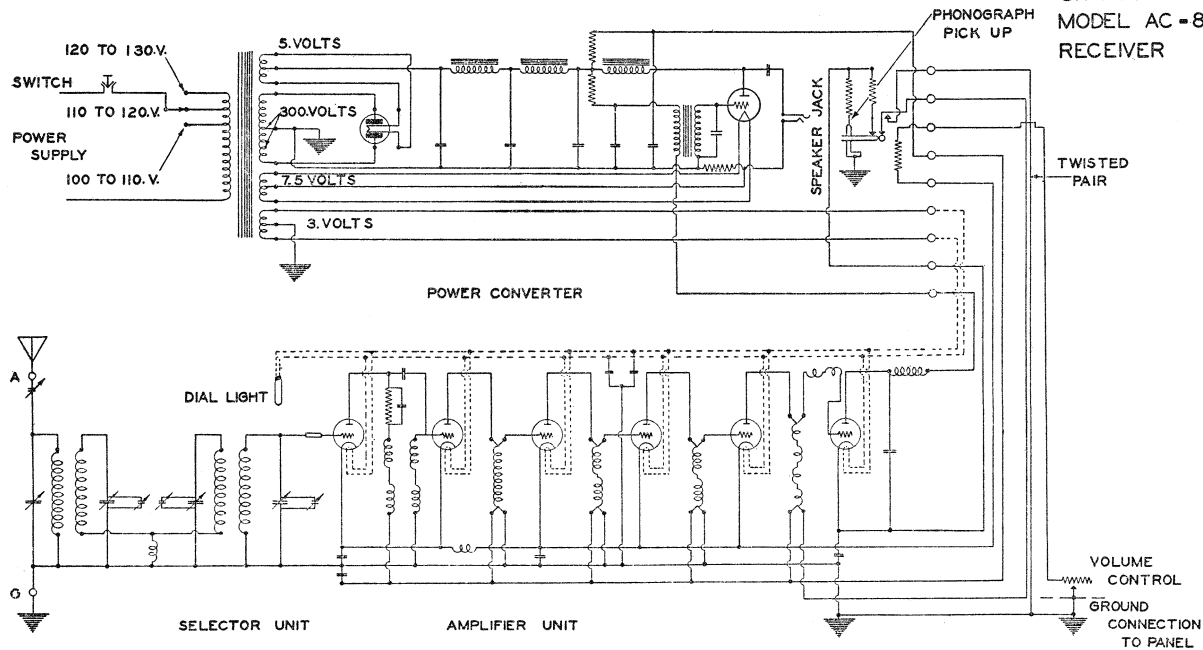 PHONOGRAPH
PICK UP
MODEL AC-8
RECEIVER
120 TO 130.V.
SWITCH
110 TO 120.V.
POWER
SUPPLY
100 TO 110.V.
5.VOLTS
300.VOLTS
7.5 VOLTS
3.VOLTS
SPEAKER JACK
TWISTED
PAIR
POWER CONVERTER
A
DIAL LIGHT
G
SELECTOR UNIT
AMPLIFIER UNIT
VOLUME
CONTROL
GROUND
CONNECTION
TO PANEL